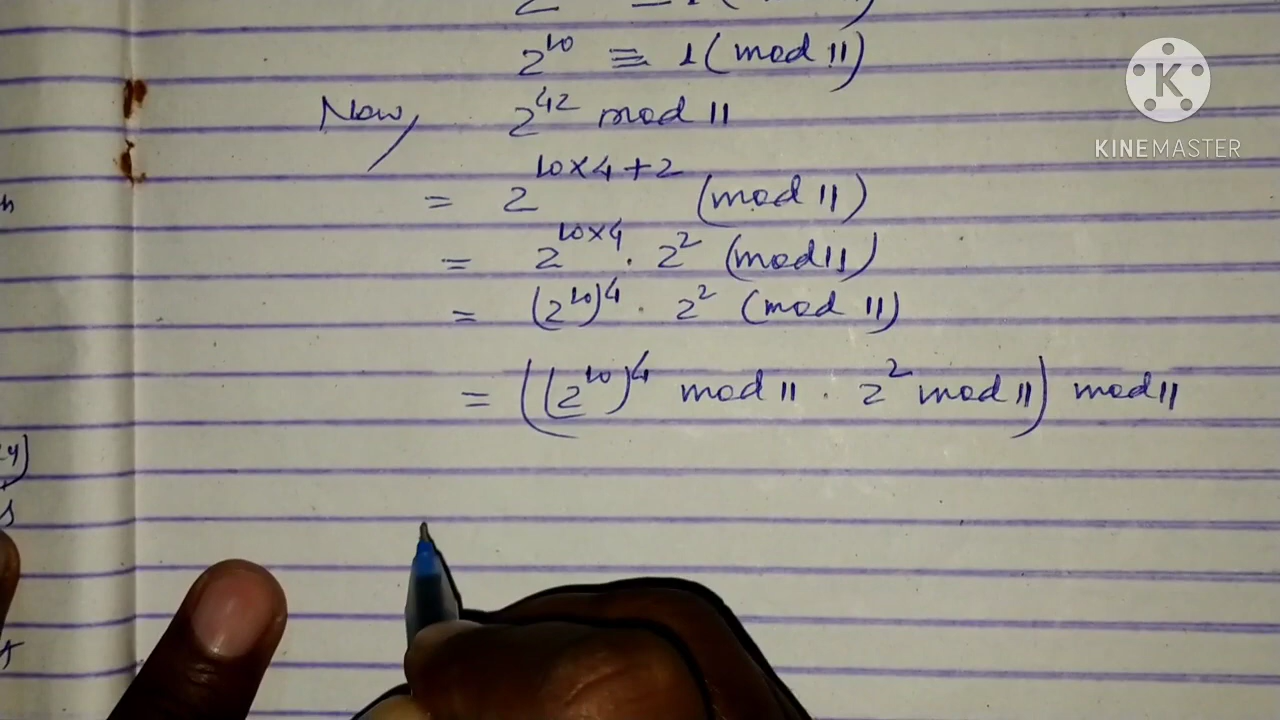 2^10 ≡ 1 (mod 11)
K
KINEMASTER
Now, 2^42 mod 11
= 2^10×4+2 (mod 11)
= 2^10×4 . 2^2 (mod 11)
= (2^10)^4 . 2^2 (mod 11)
= ((2^10)^4 mod 11 . 2^2 mod 11) mod 11